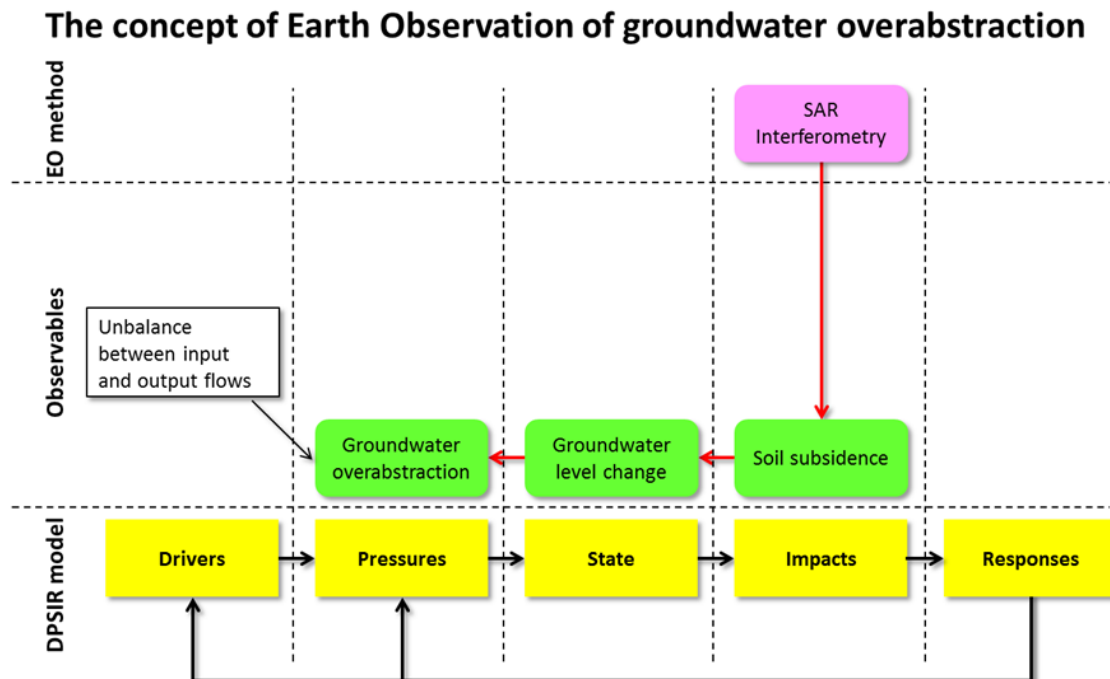 The concept of Earth Observation of groundwater overabstraction
EO method
SAR
Interferometry
Observables
Unbalance
between input
and output flows
Groundwater
overabstraction
Groundwater
level change
Soil subsidence
DPSIR model
Drivers
Pressures
State
Impacts
Responses